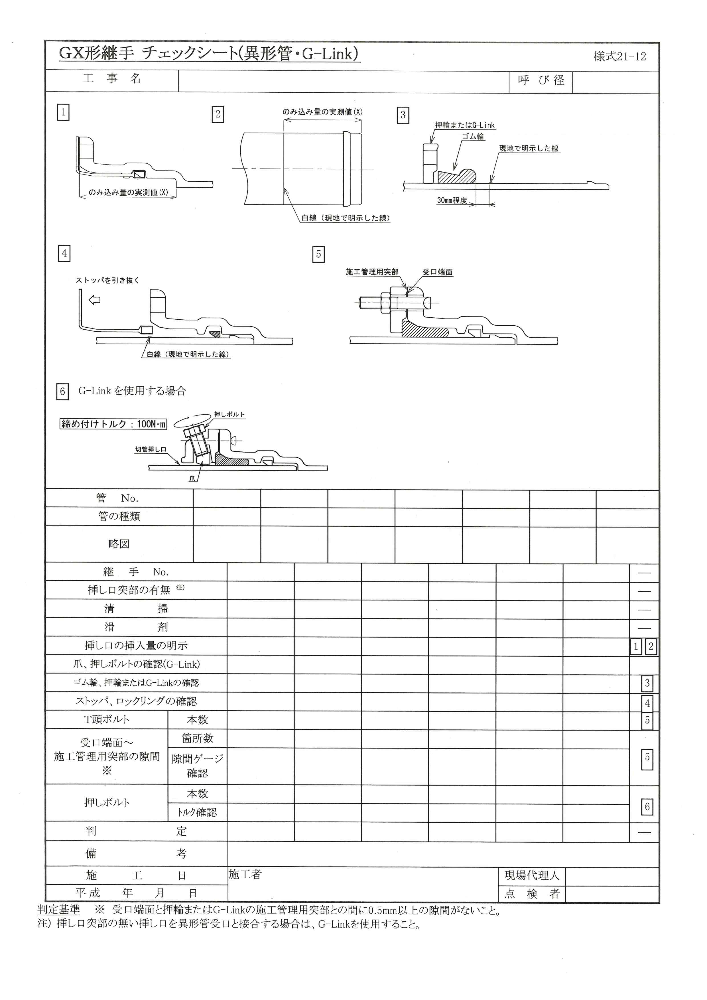 GX形継手 チェックシート(異形管・G-Link)
様式21-12
工 事 名
呼 び 径
1
2
3
のみ込み量の実測値(X)
押輪またはG-Link
ゴム輪
現地で明示した線
のみ込み量の実測値(X)
30mm程度
白線（現地で明示した線）
4
5
ストッパを引き抜く
施工管理用突部
受口端面
白線（現地で明示した線）
6 G-Link を使用する場合
締め付けトルク：100N・m
押しボルト
切管挿し口
爪
管 No.
管の種類
略図
継 手 No. —
挿し口突部の有無 注) —
清 掃 —
滑 剤 —
挿し口の挿入量の明示 1 2
爪、押しボルトの確認(G-Link)
ゴム輪、押輪またはG-Linkの確認 3
ストッパ、ロックリングの確認 4
T頭ボルト 本数 5
受口端面～
施工管理用突部の隙間
※
箇所数
隙間ゲージ
確認
5
押しボルト
本数
トルク確認
6
判 定 —
備 考
施 工 日
施工者
現場代理人
平成 年 月 日
点 検 者
判定基準 ※ 受口端面と押輪またはG-Linkの施工管理用突部との間に0.5mm以上の隙間がないこと。
注) 挿し口突部の無い挿し口を異形管受口と接合する場合は、G-Linkを使用すること。